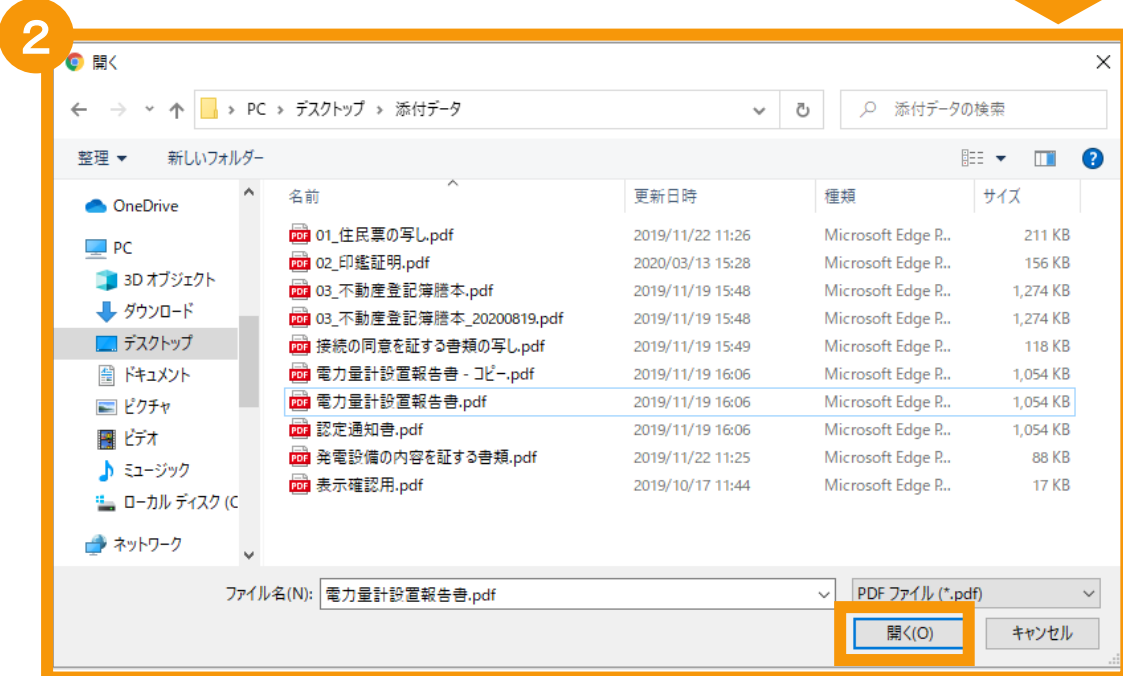 2
開く
PC › デスクトップ › 添付データ
添付データの検索
整理
新しいフォルダー
名前 更新日時 種類 サイズ
OneDrive
PC
3D オブジェクト
ダウンロード
デスクトップ
ドキュメント
ピクチャ
ビデオ
ミュージック
ローカル ディスク (C
ネットワーク
PDF 01_住民票の写し.pdf 2019/11/22 11:26 Microsoft Edge P... 211 KB
PDF 02_印鑑証明.pdf 2020/03/13 15:28 Microsoft Edge P... 156 KB
PDF 03_不動産登記簿謄本.pdf 2019/11/19 15:48 Microsoft Edge P... 1,274 KB
PDF 03_不動産登記簿謄本_20200819.pdf 2019/11/19 15:48 Microsoft Edge P... 1,274 KB
PDF 接続の同意を証する書類の写し.pdf 2019/11/19 15:49 Microsoft Edge P... 118 KB
PDF 電力量計設置報告書 - コピー.pdf 2019/11/19 16:06 Microsoft Edge P... 1,054 KB
PDF 電力量計設置報告書.pdf 2019/11/19 16:06 Microsoft Edge P... 1,054 KB
PDF 認定通知書.pdf 2019/11/19 16:06 Microsoft Edge P... 1,054 KB
PDF 発電設備の内容を証する書類.pdf 2019/11/22 11:25 Microsoft Edge P... 88 KB
PDF 表示確認用.pdf 2019/10/17 11:44 Microsoft Edge P... 17 KB
ファイル名(N): 電力量計設置報告書.pdf PDF ファイル (*.pdf)
開く(O) キャンセル